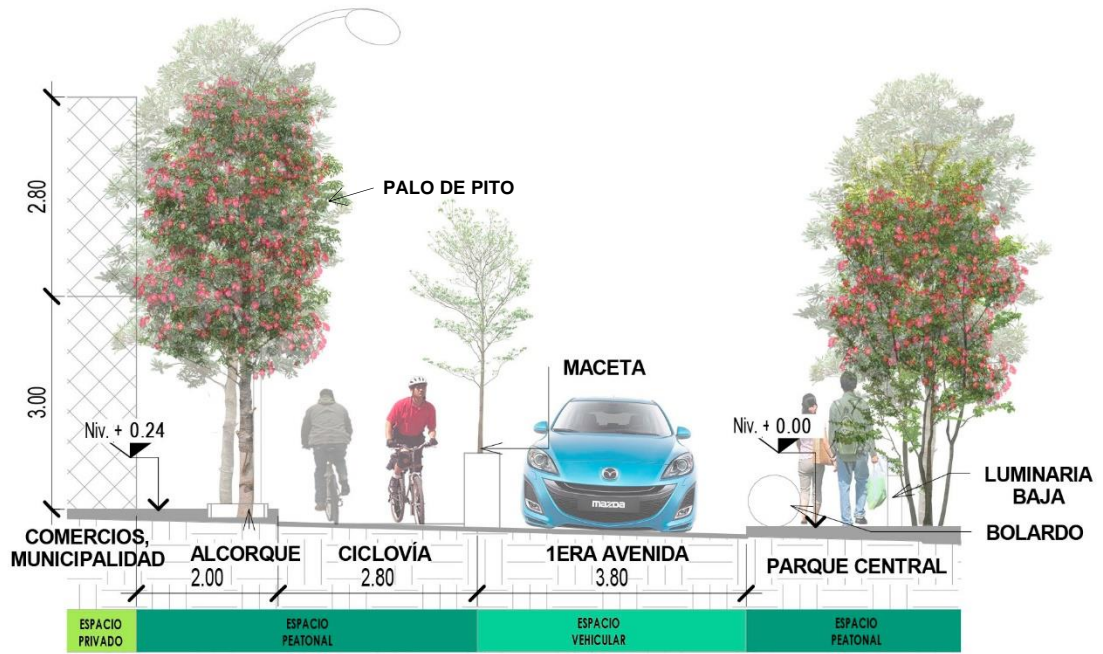 2.80
3.00
PALO DE PITO
MACETA
Niv. + 0.24
Niv. + 0.00
mazda
LUMINARIA
BAJA
BOLARDO
COMERCIOS,
MUNICIPALIDAD
ALCORQUE
2.00
CICLOVÍA
2.80
1ERA AVENIDA
3.80
PARQUE CENTRAL
ESPACIO
PRIVADO
ESPACIO
PEATONAL
ESPACIO
VEHICULAR
ESPACIO
PEATONAL